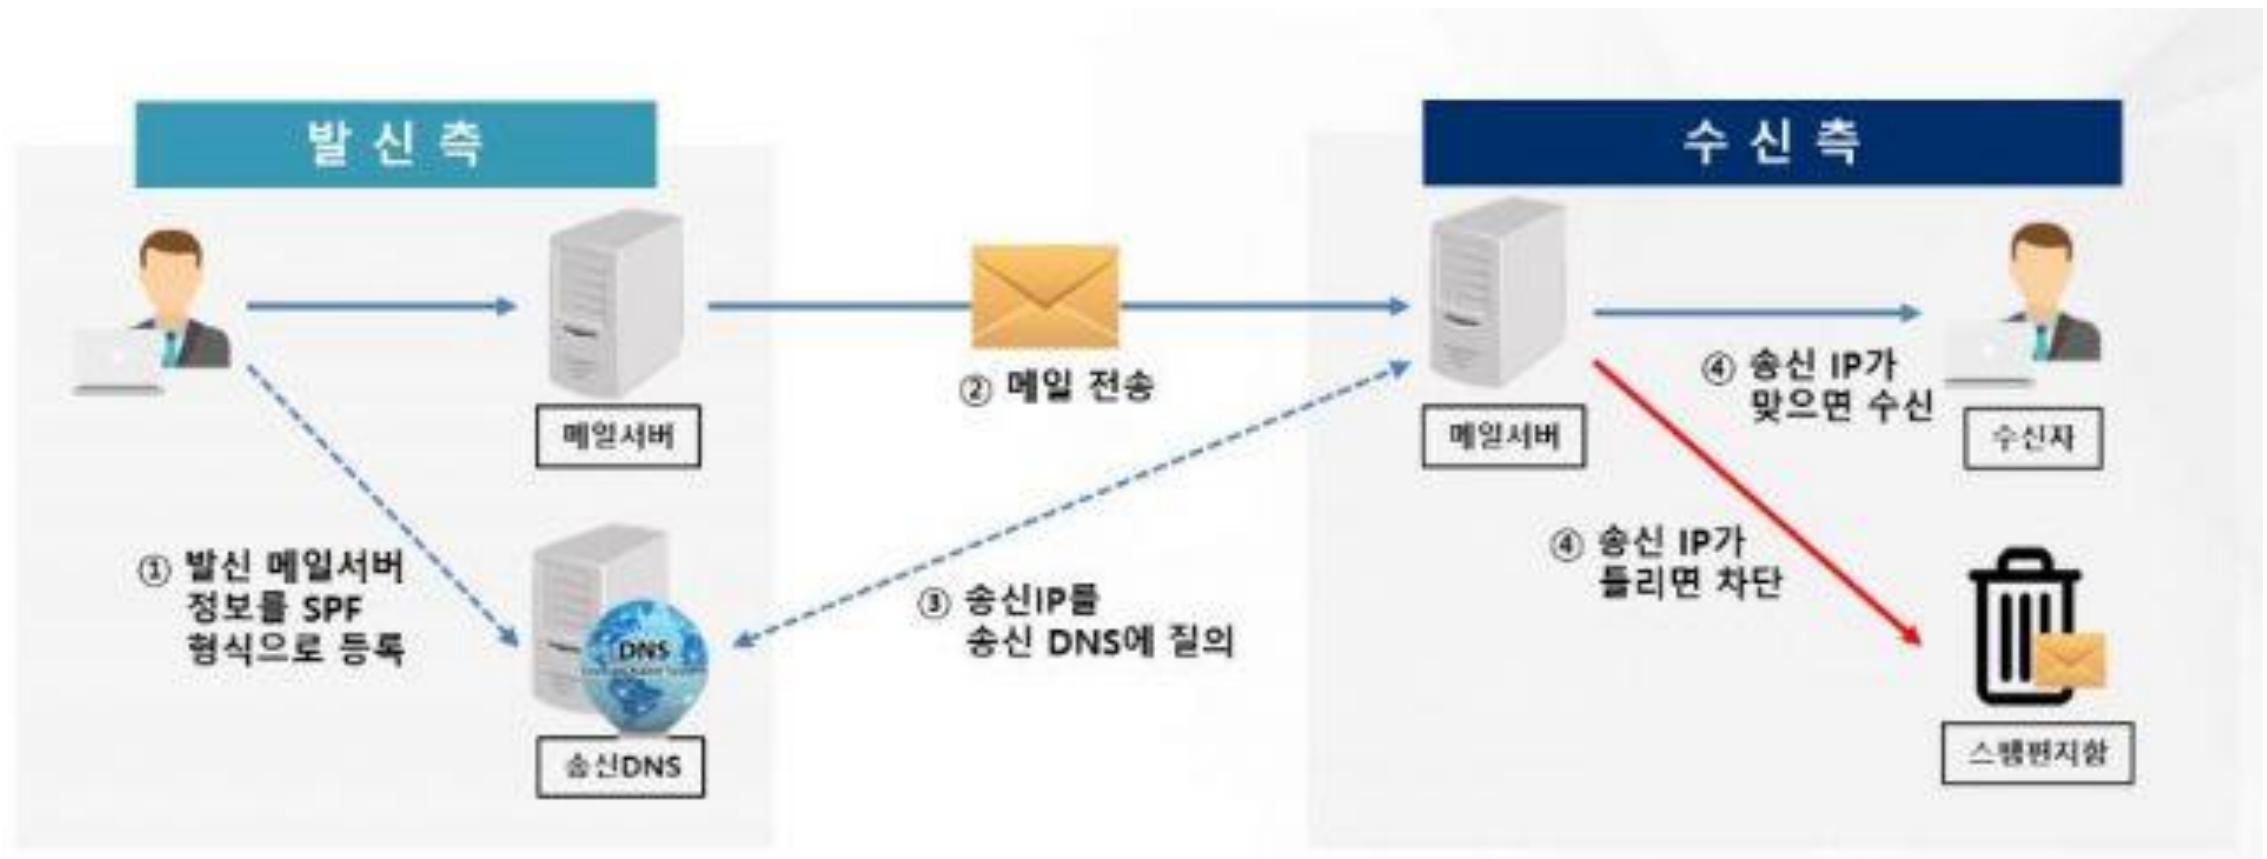 발신측
수신측
② 메일 전송
④ 송신 IP가
맞으면 수신
메일서버
메일서버
수신자
① 발신 메일서버
정보를 SPF
형식으로 등록
③ 송신IP를
송신 DNS에 질의
④ 송신 IP가
틀리면 차단
DNS
송신DNS
스팸편지함